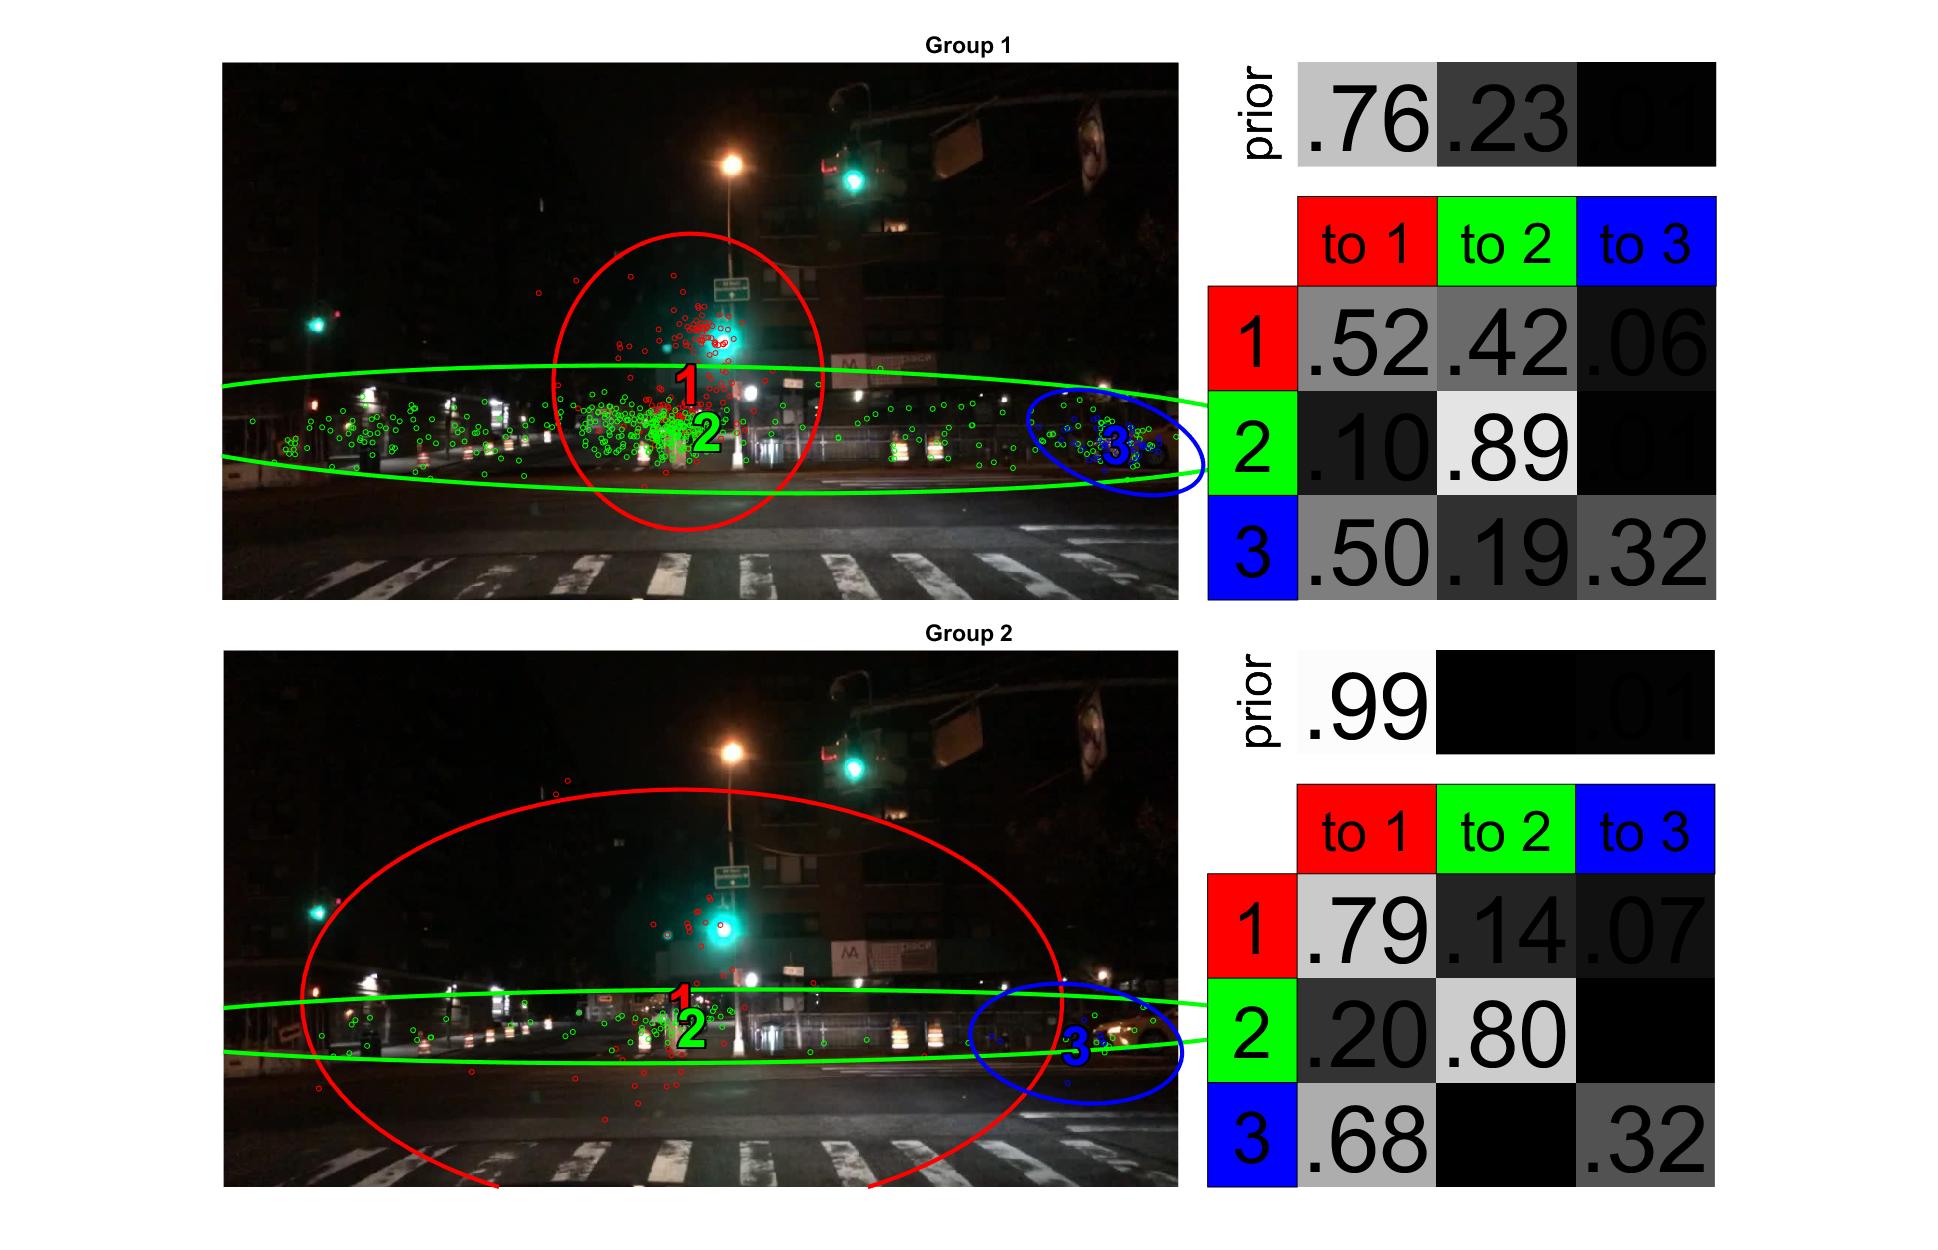 Group 1
prior .76 .23 .01
to 1 to 2 to 3
1 .52 .42 .06
2 .10 .89 .01
3 .50 .19 .32
1
2
3
Group 2
prior .99 .01
to 1 to 2 to 3
1 .79 .14 .07
2 .20 .80
3 .68 .32
1
2
3